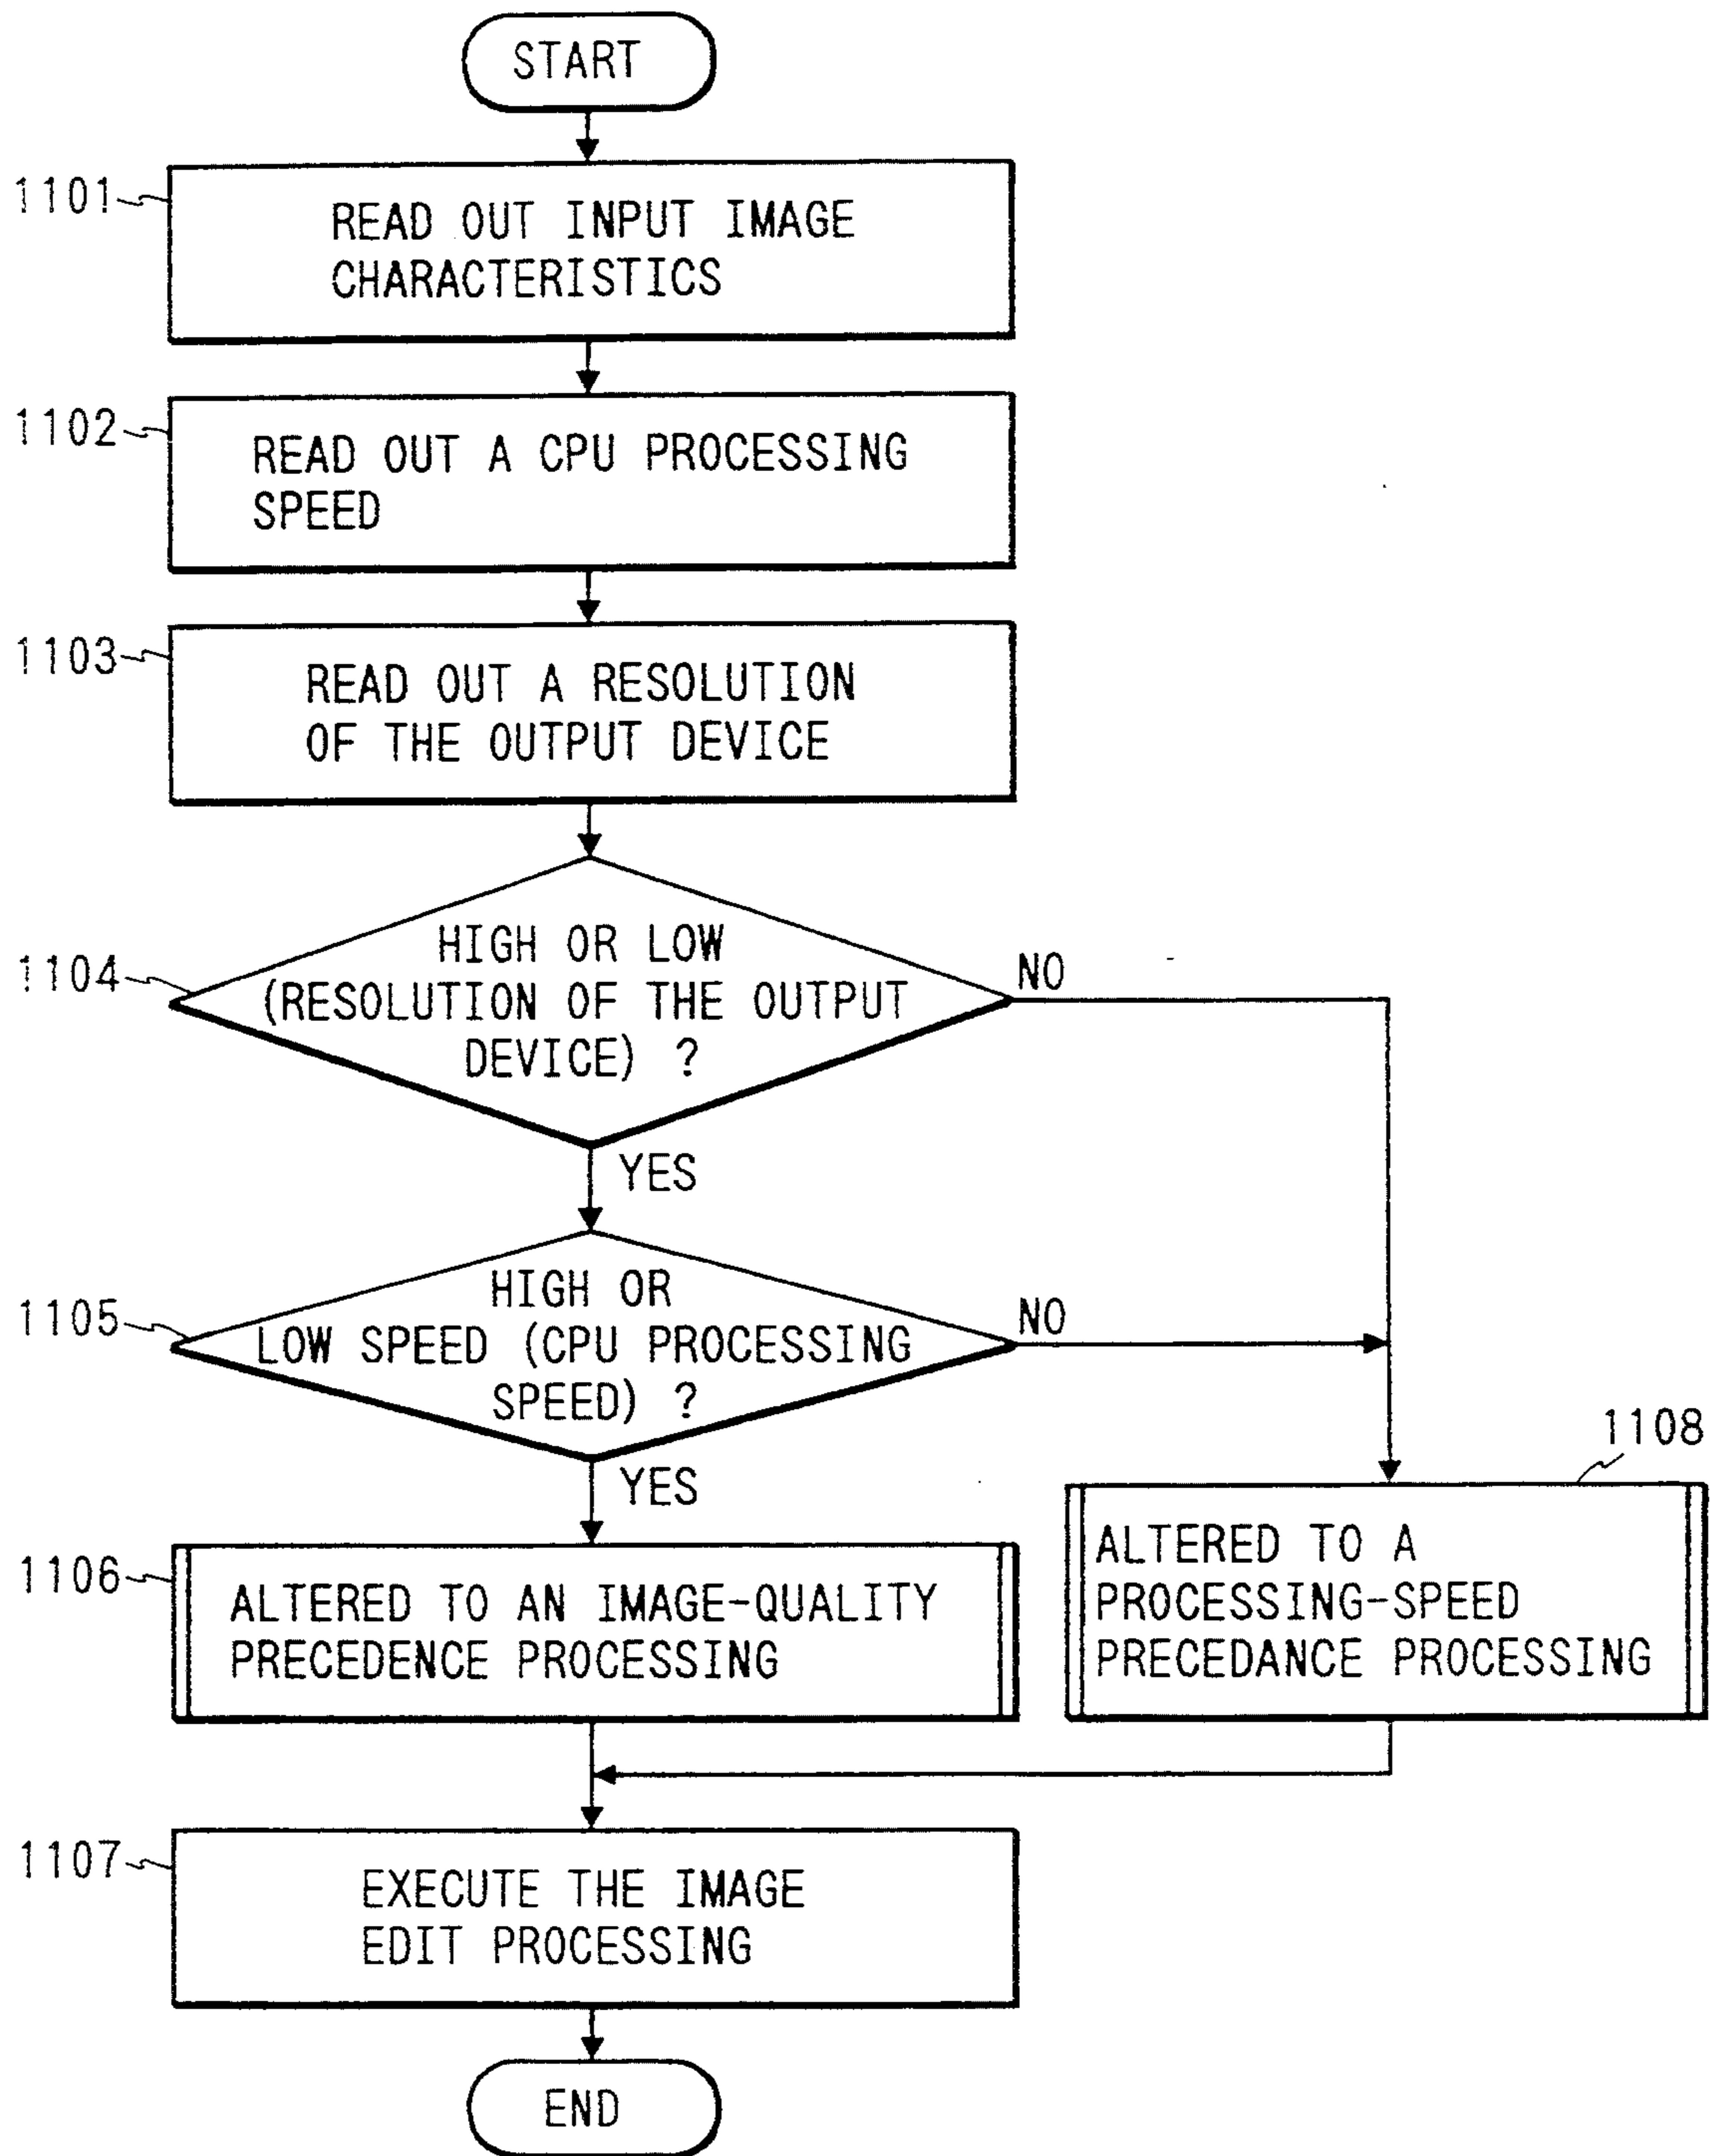 START
1101
READ OUT INPUT IMAGE
CHARACTERISTICS
1102
READ OUT A CPU PROCESSING
SPEED
1103
READ OUT A RESOLUTION
OF THE OUTPUT DEVICE
1104
HIGH OR LOW
(RESOLUTION OF THE OUTPUT
DEVICE) ?
NO
YES
1105
HIGH OR
LOW SPEED (CPU PROCESSING
SPEED) ?
NO
YES
1106
ALTERED TO AN IMAGE-QUALITY
PRECEDENCE PROCESSING
1108
ALTERED TO A
PROCESSING-SPEED
PRECEDANCE PROCESSING
1107
EXECUTE THE IMAGE
EDIT PROCESSING
END